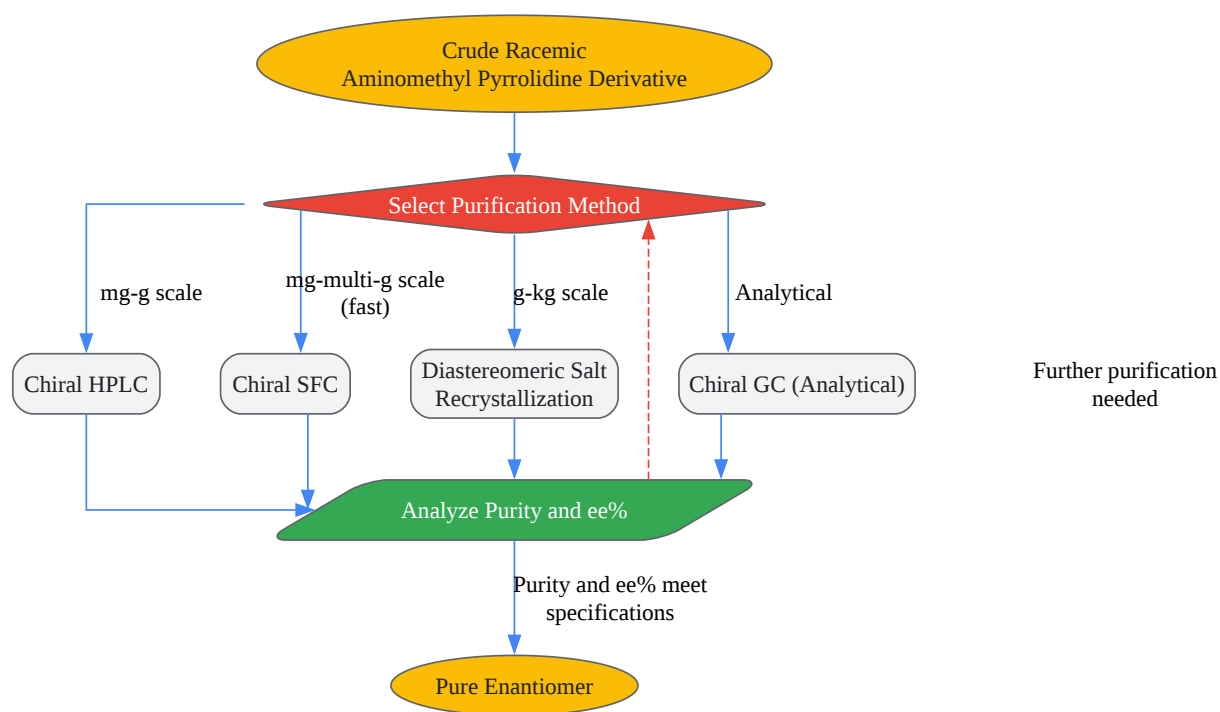 Crude Racemic
Aminomethyl Pyrrolidine Derivative
Select Purification Method
mg-g scale
mg-multi-g scale
(fast)
g-kg scale
Analytical
Chiral HPLC
Chiral SFC
Diastereomeric Salt
Recrystallization
Chiral GC (Analytical)
Further purification
needed
Analyze Purity and ee%
Purity and ee% meet
specifications
Pure Enantiomer